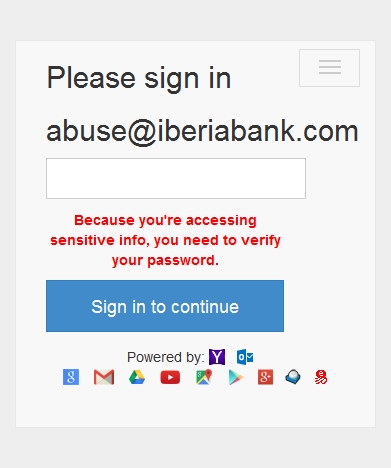 Please sign in
abuse@iberiabank.com
Because you're accessing
sensitive info, you need to verify
your password.
Sign in to continue
Powered by: